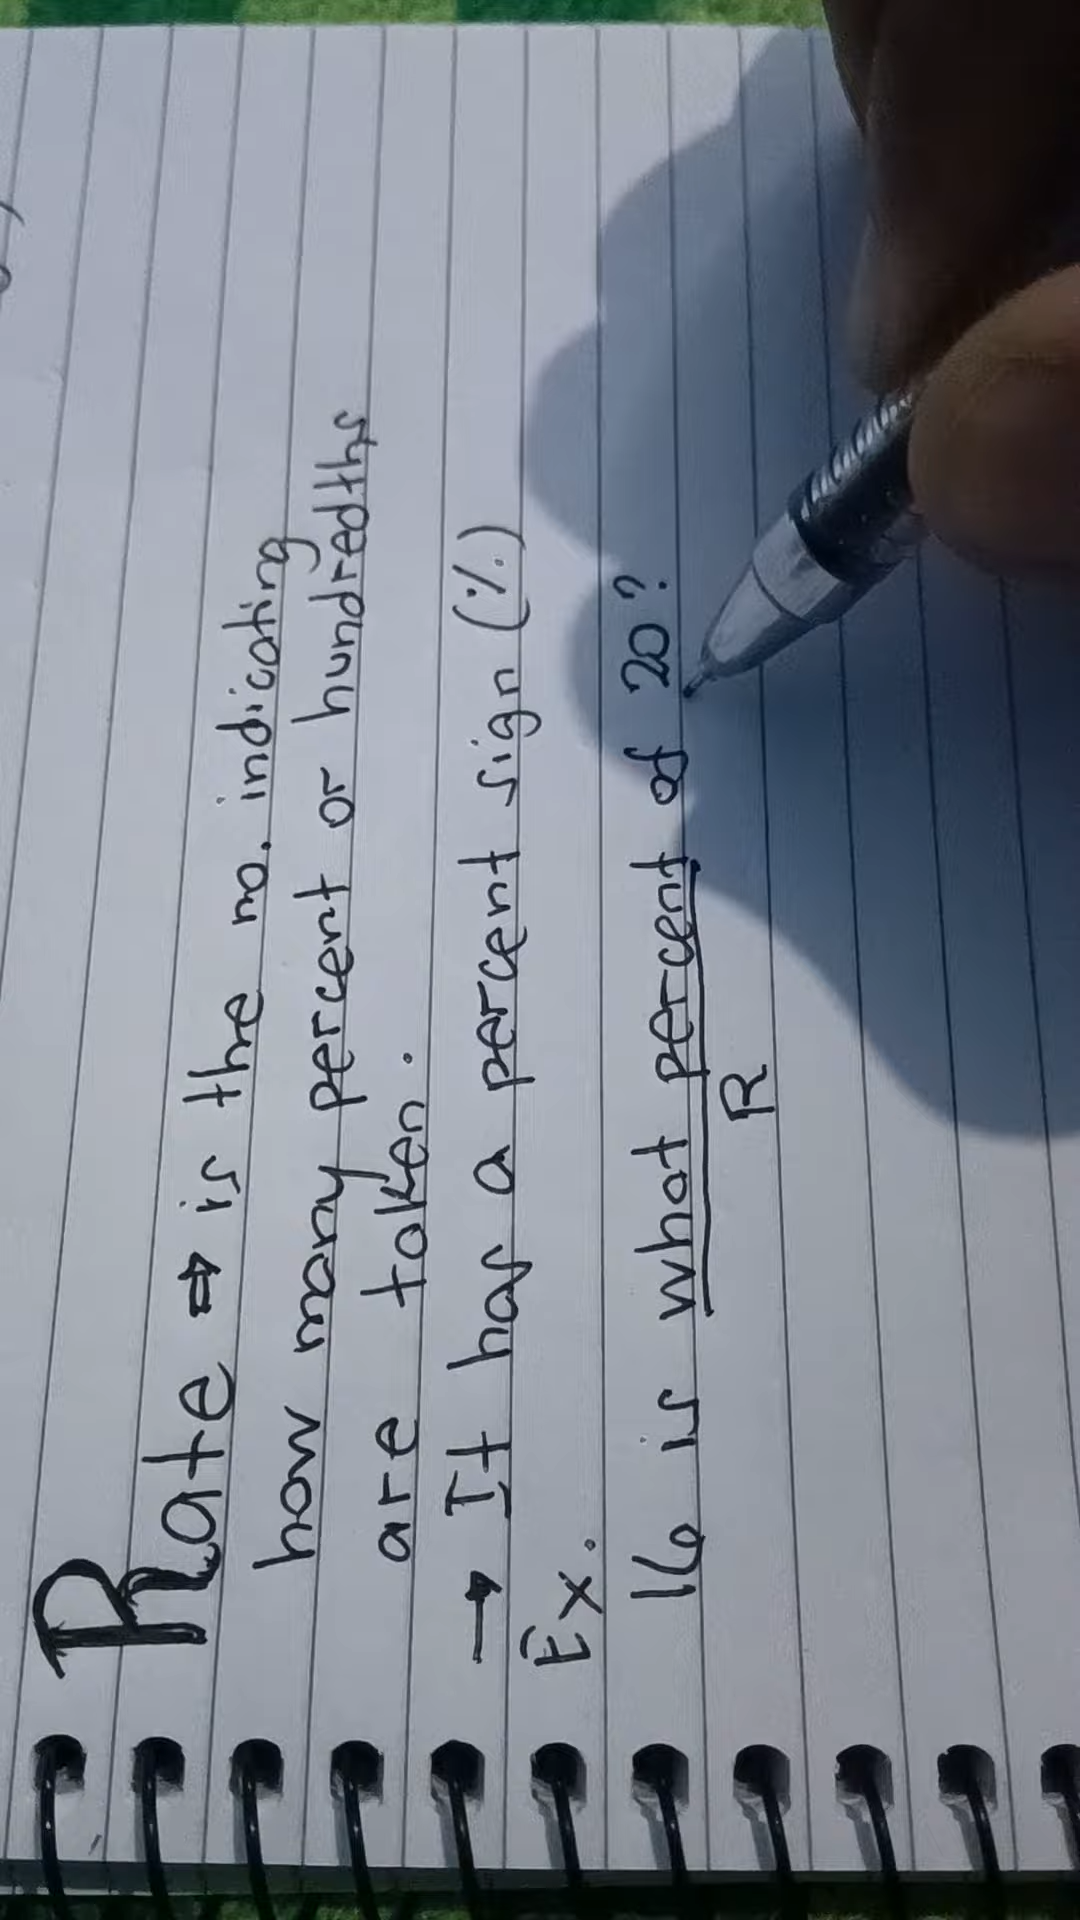 Rate ⇒ is the no. indicating
how many percent or hundredths
are taken.
→ It has a percent sign (%)
Ex.
16 is what percent of 20?
R